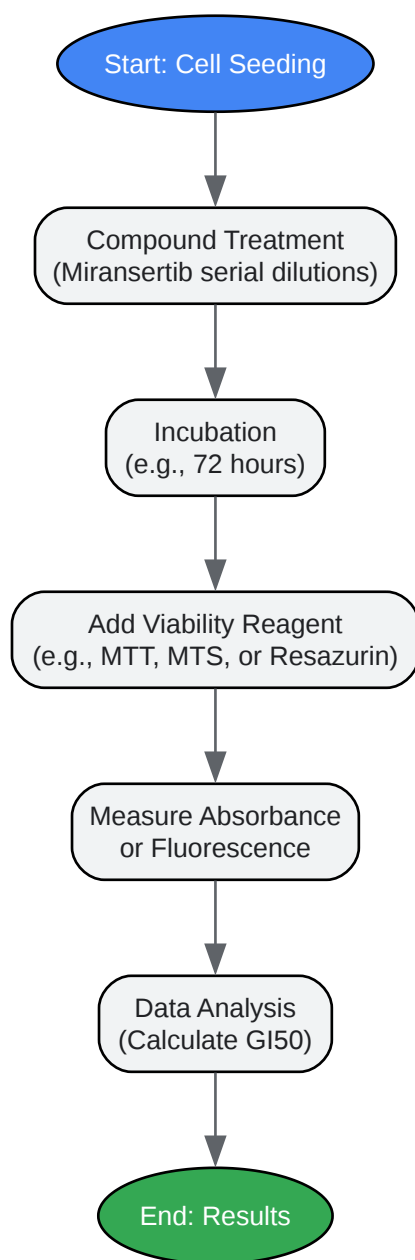 Start: Cell Seeding
Compound Treatment
(Miransertib serial dilutions)
Incubation
(e.g., 72 hours)
Add Viability Reagent
(e.g., MTT, MTS, or Resazurin)
Measure Absorbance
or Fluorescence
Data Analysis
(Calculate GI50)
End: Results